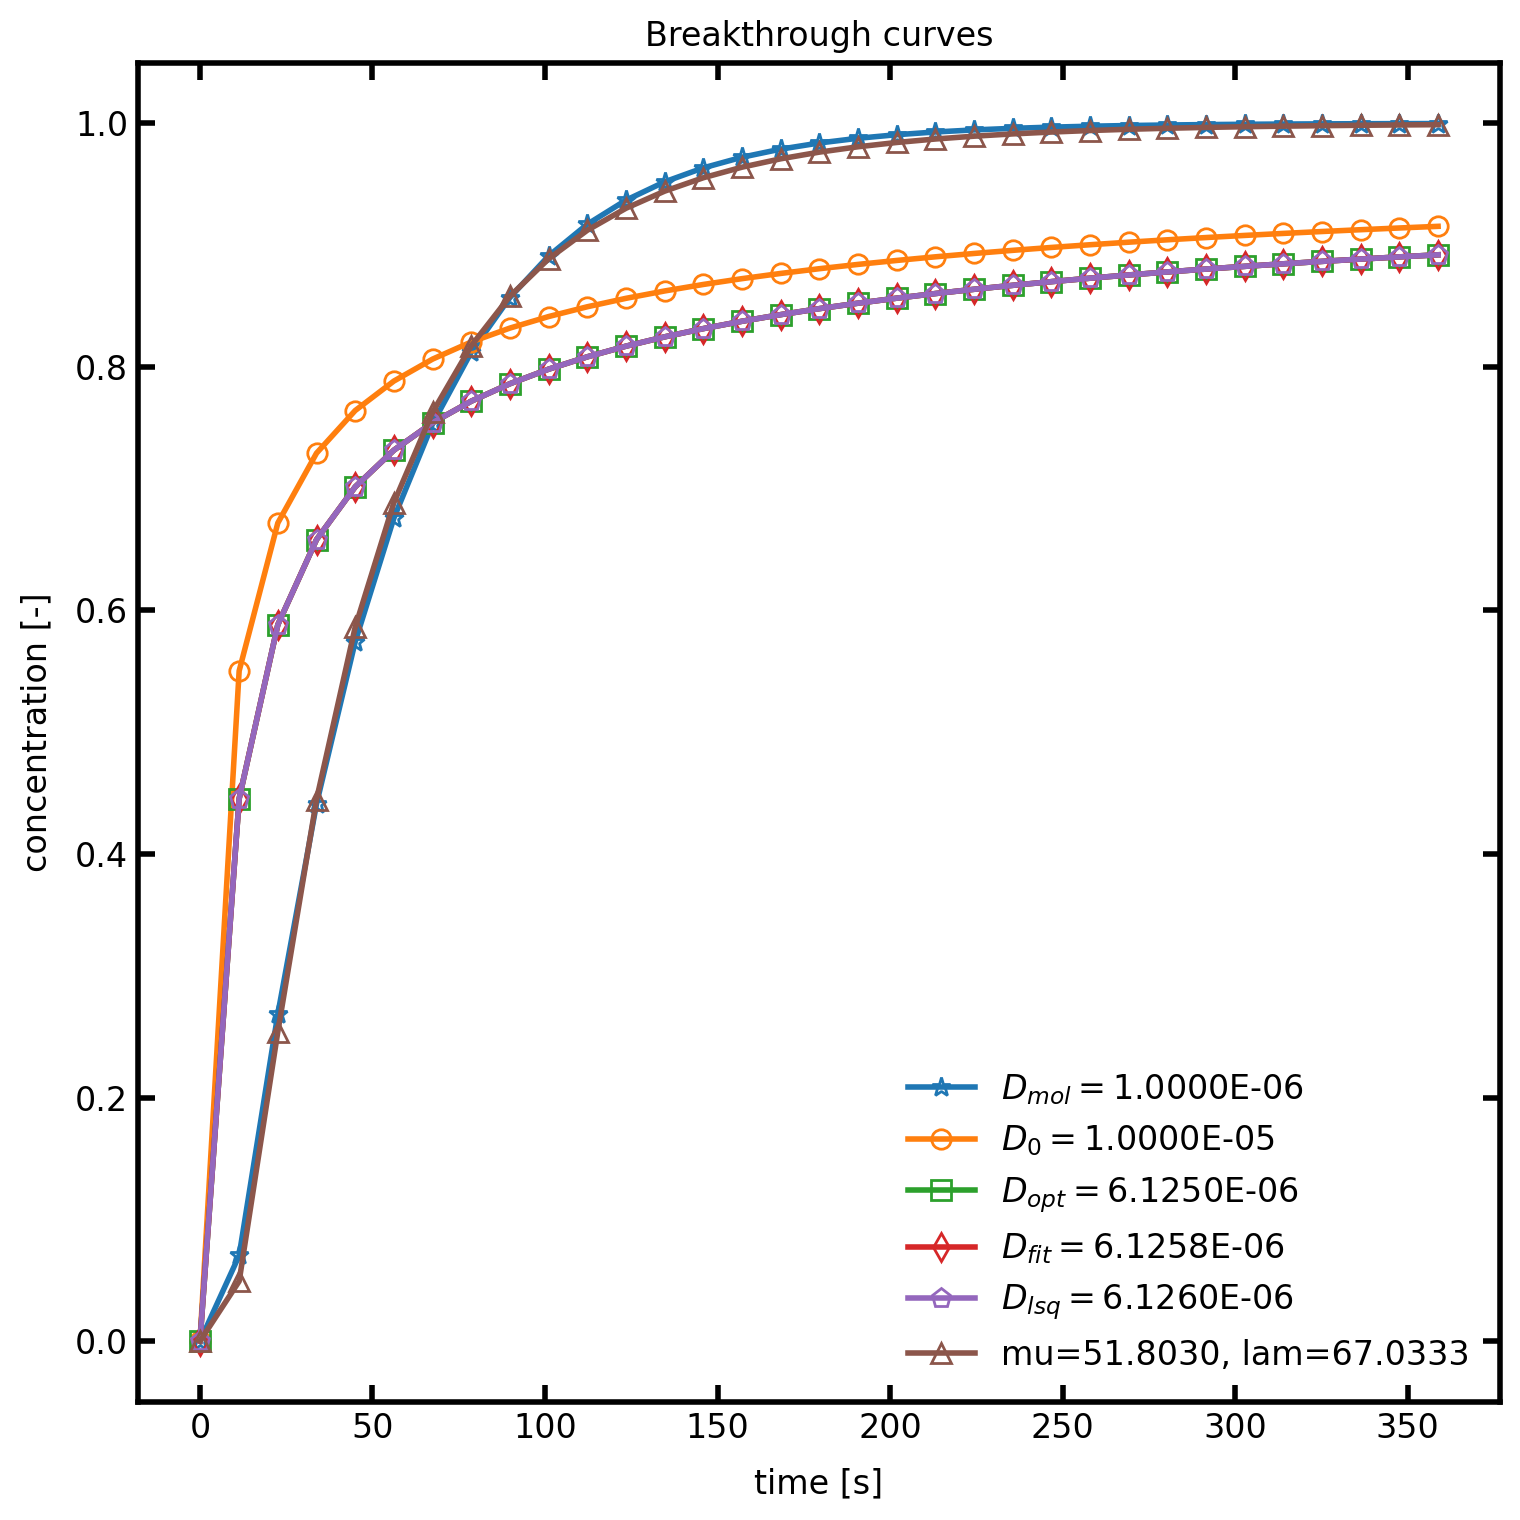 Breakthrough curves
1.0
0.8
0.6
0.4
0.2
0.0
concentration [-]
D_mol = 1.0000E-06
D_0 = 1.0000E-05
D_opt = 6.1250E-06
D_fit = 6.1258E-06
D_lsq = 6.1260E-06
mu=51.8030, lam=67.0333
0 50 100 150 200 250 300 350
time [s]